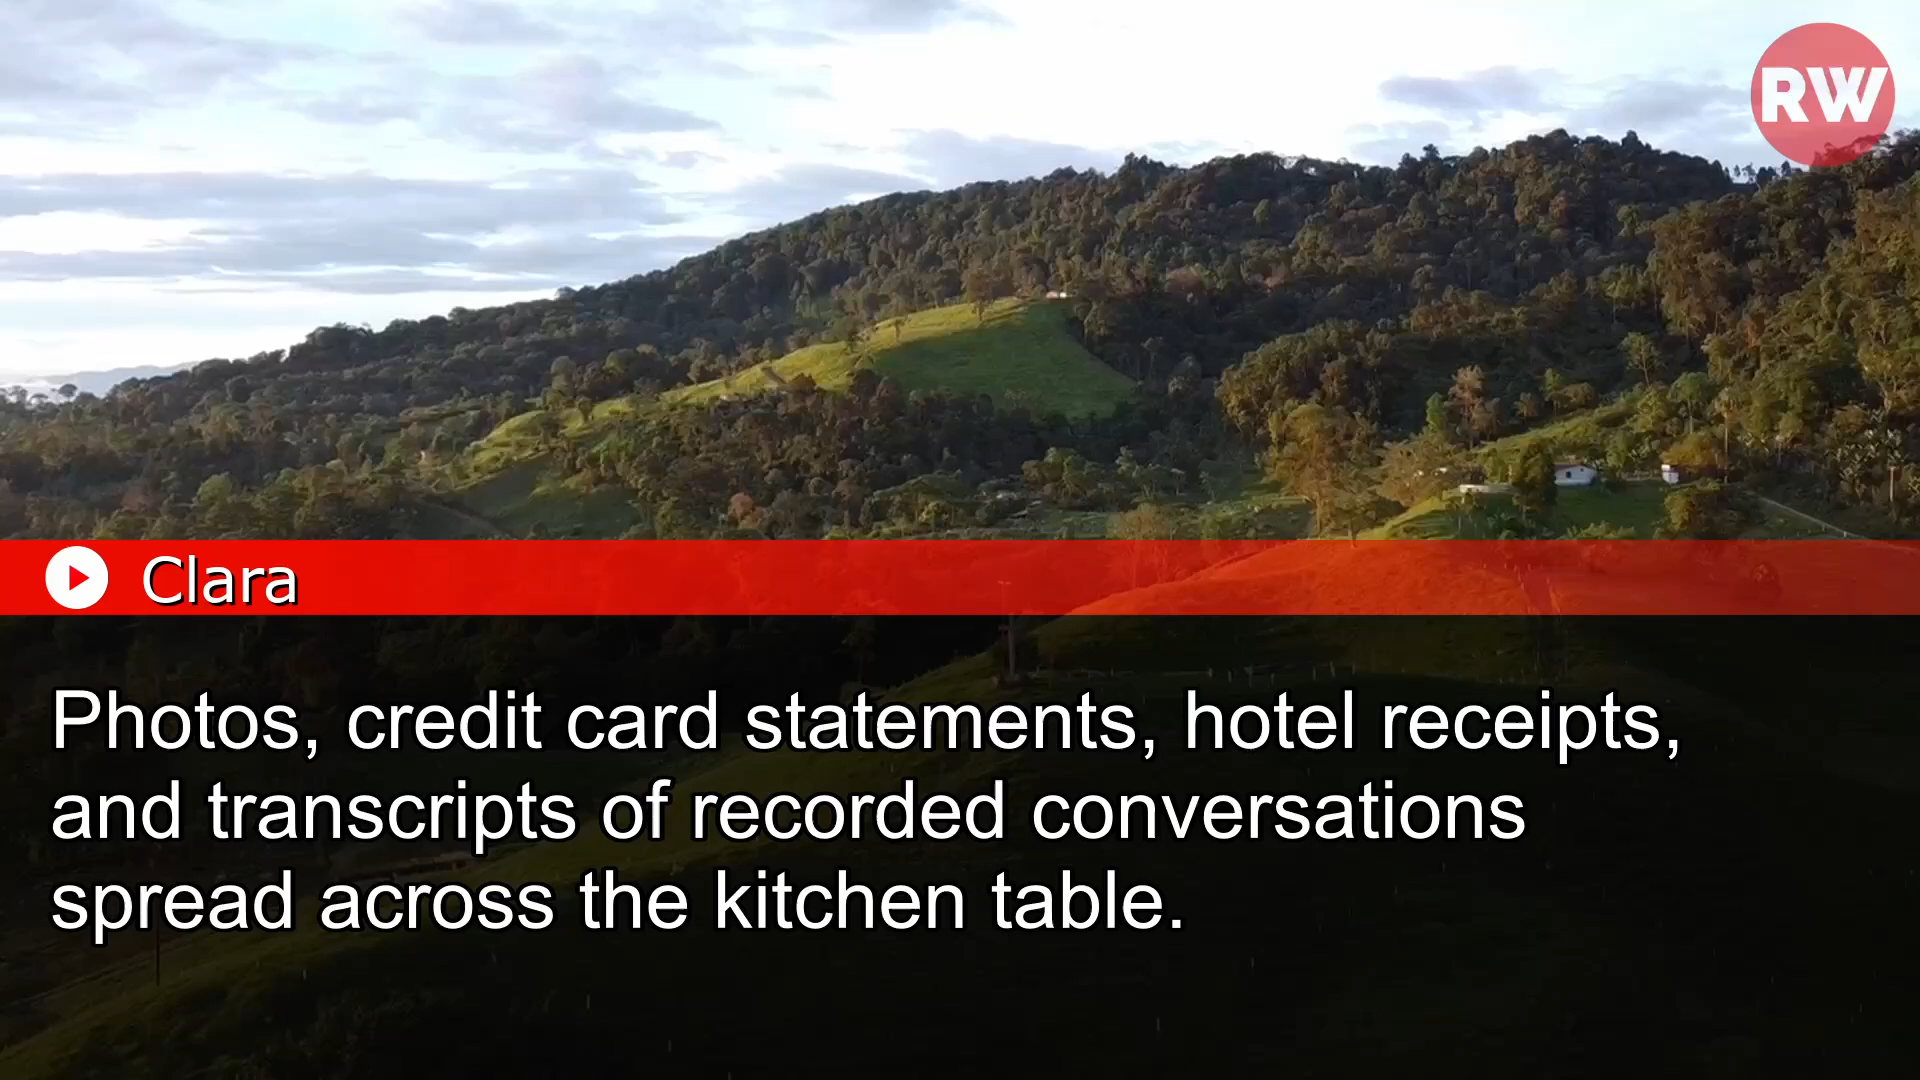 RW
Clara
Photos, credit card statements, hotel receipts,
and transcripts of recorded conversations
spread across the kitchen table.